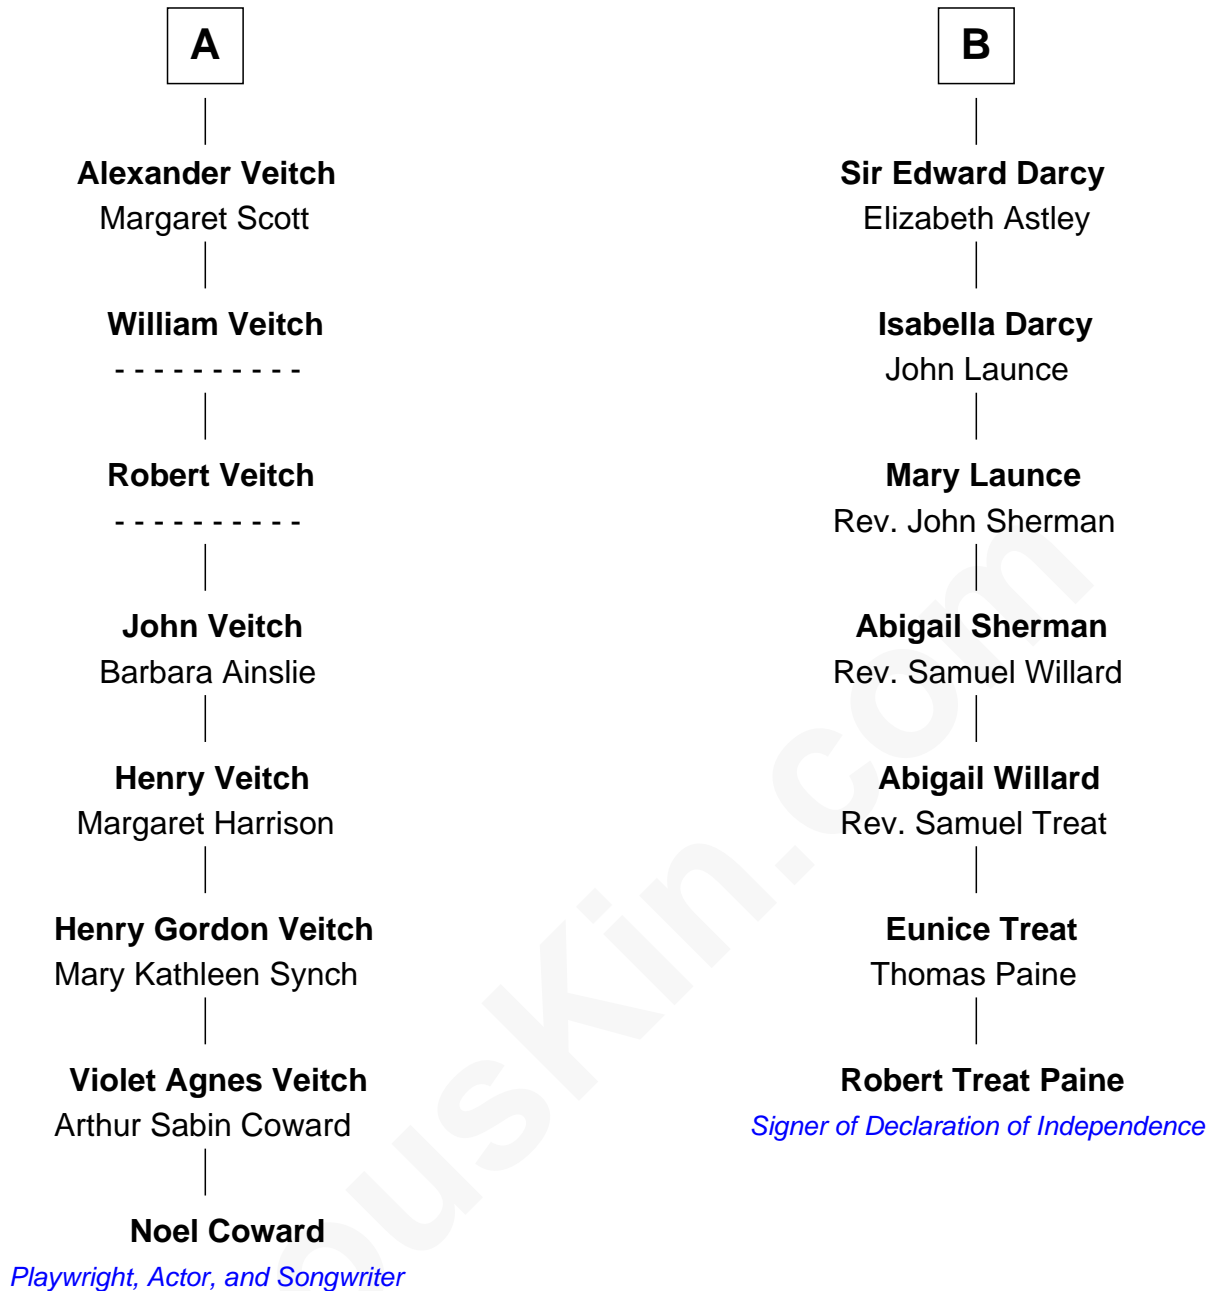 A
Alexander Veitch
Margaret Scott
William Veitch
- - - - - - - - - -
Robert Veitch
- - - - - - - - - -
John Veitch
Barbara Ainslie
Henry Veitch
Margaret Harrison
Henry Gordon Veitch
Mary Kathleen Synch
Violet Agnes Veitch
Arthur Sabin Coward
Noel Coward
Playwright, Actor, and Songwriter
B
Sir Edward Darcy
Elizabeth Astley
Isabella Darcy
John Launce
Mary Launce
Rev. John Sherman
Abigail Sherman
Rev. Samuel Willard
Abigail Willard
Rev. Samuel Treat
Eunice Treat
Thomas Paine
Robert Treat Paine
Signer of Declaration of Independence
ousKin.com